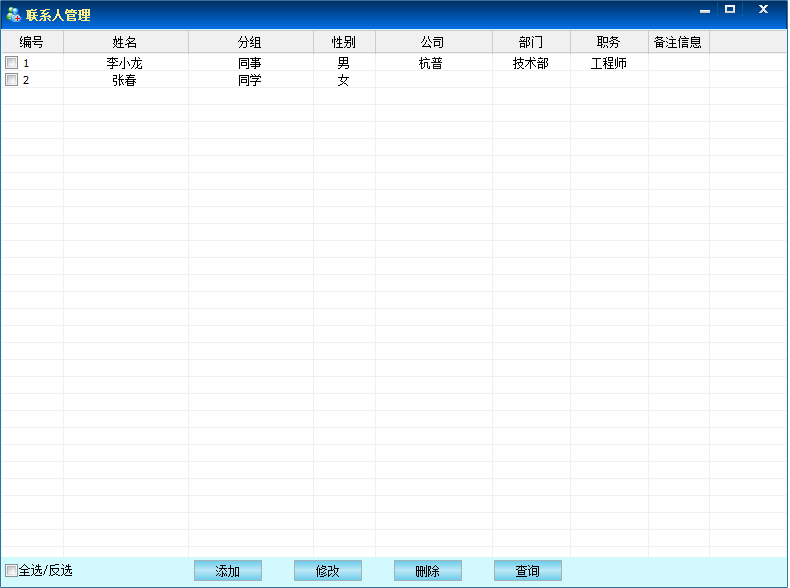 联系人管理
编号 姓名 分组 性别 公司 部门 职务 备注信息
1 李小龙 同事 男 杭普 技术部 工程师
2 张春 同学 女
全选/反选 添加 修改 删除 查询